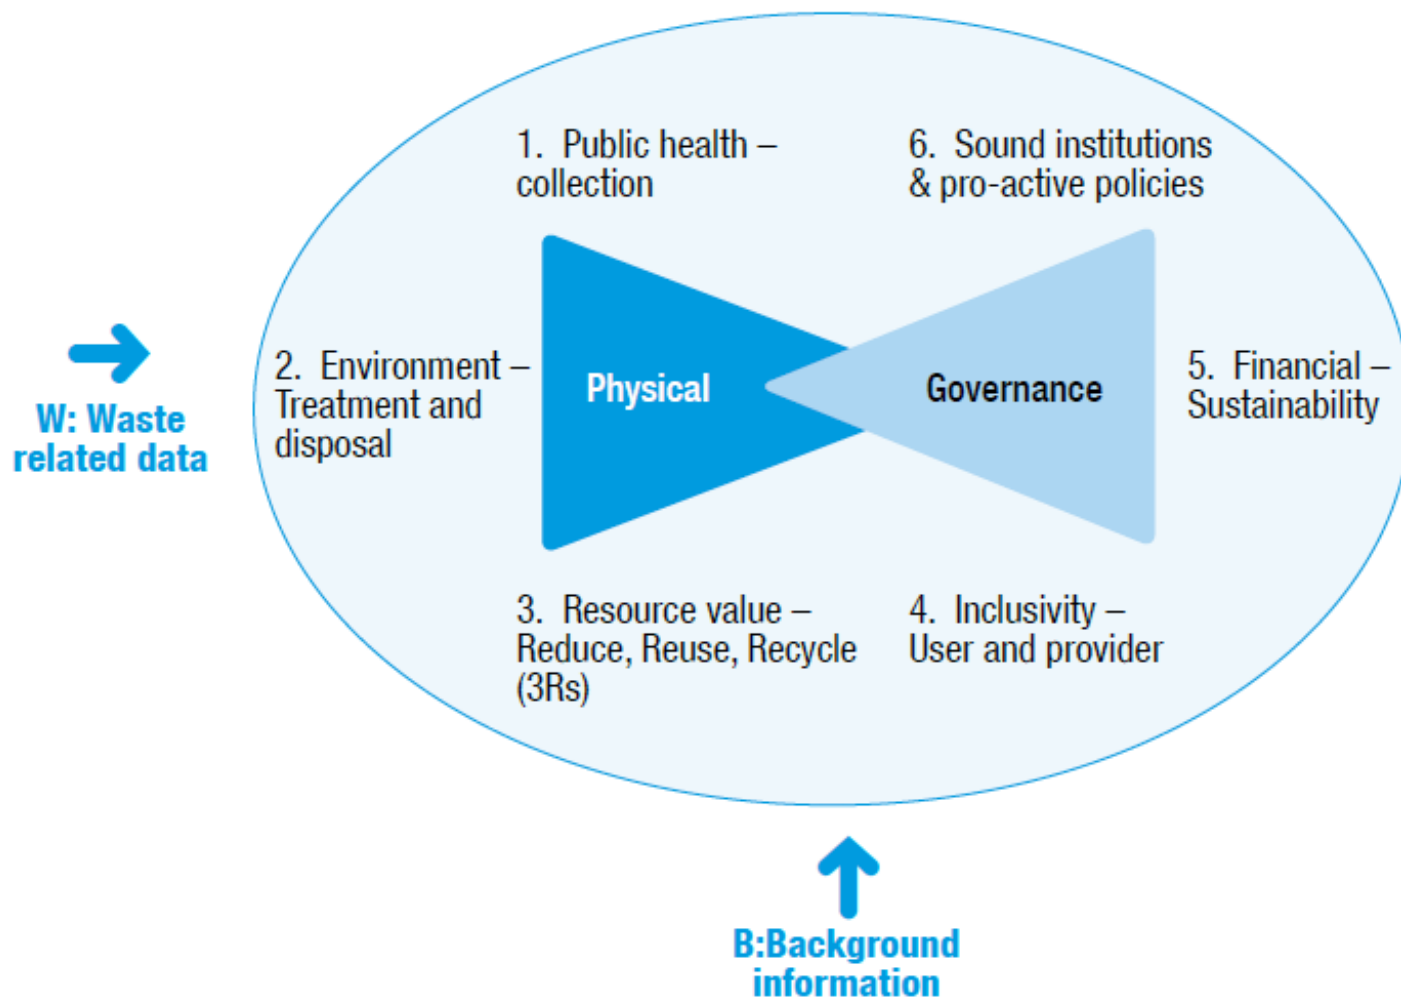 1. Public health –
collection
6. Sound institutions
& pro-active policies
W: Waste
related data
2. Environment –
Treatment and
disposal
Physical
Governance
5. Financial –
Sustainability
3. Resource value –
Reduce, Reuse, Recycle
(3Rs)
4. Inclusivity –
User and provider
B:Background
information